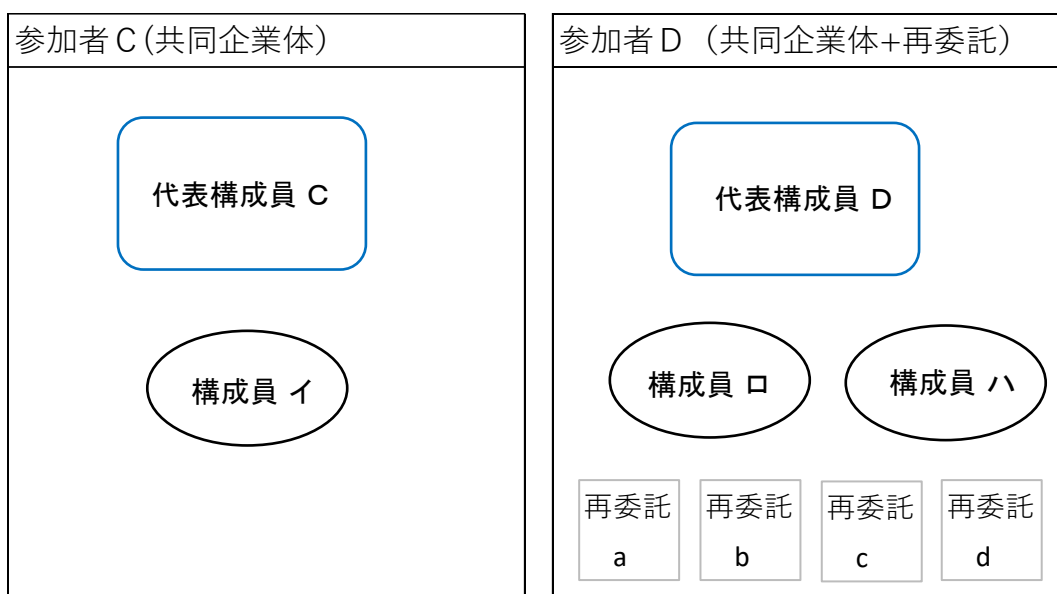 参加者C(共同企業体)
代表構成員 C
構成員 イ
参加者D（共同企業体+再委託）
代表構成員 D
構成員 ロ
構成員 ハ
再委託
a
再委託
b
再委託
c
再委託
d